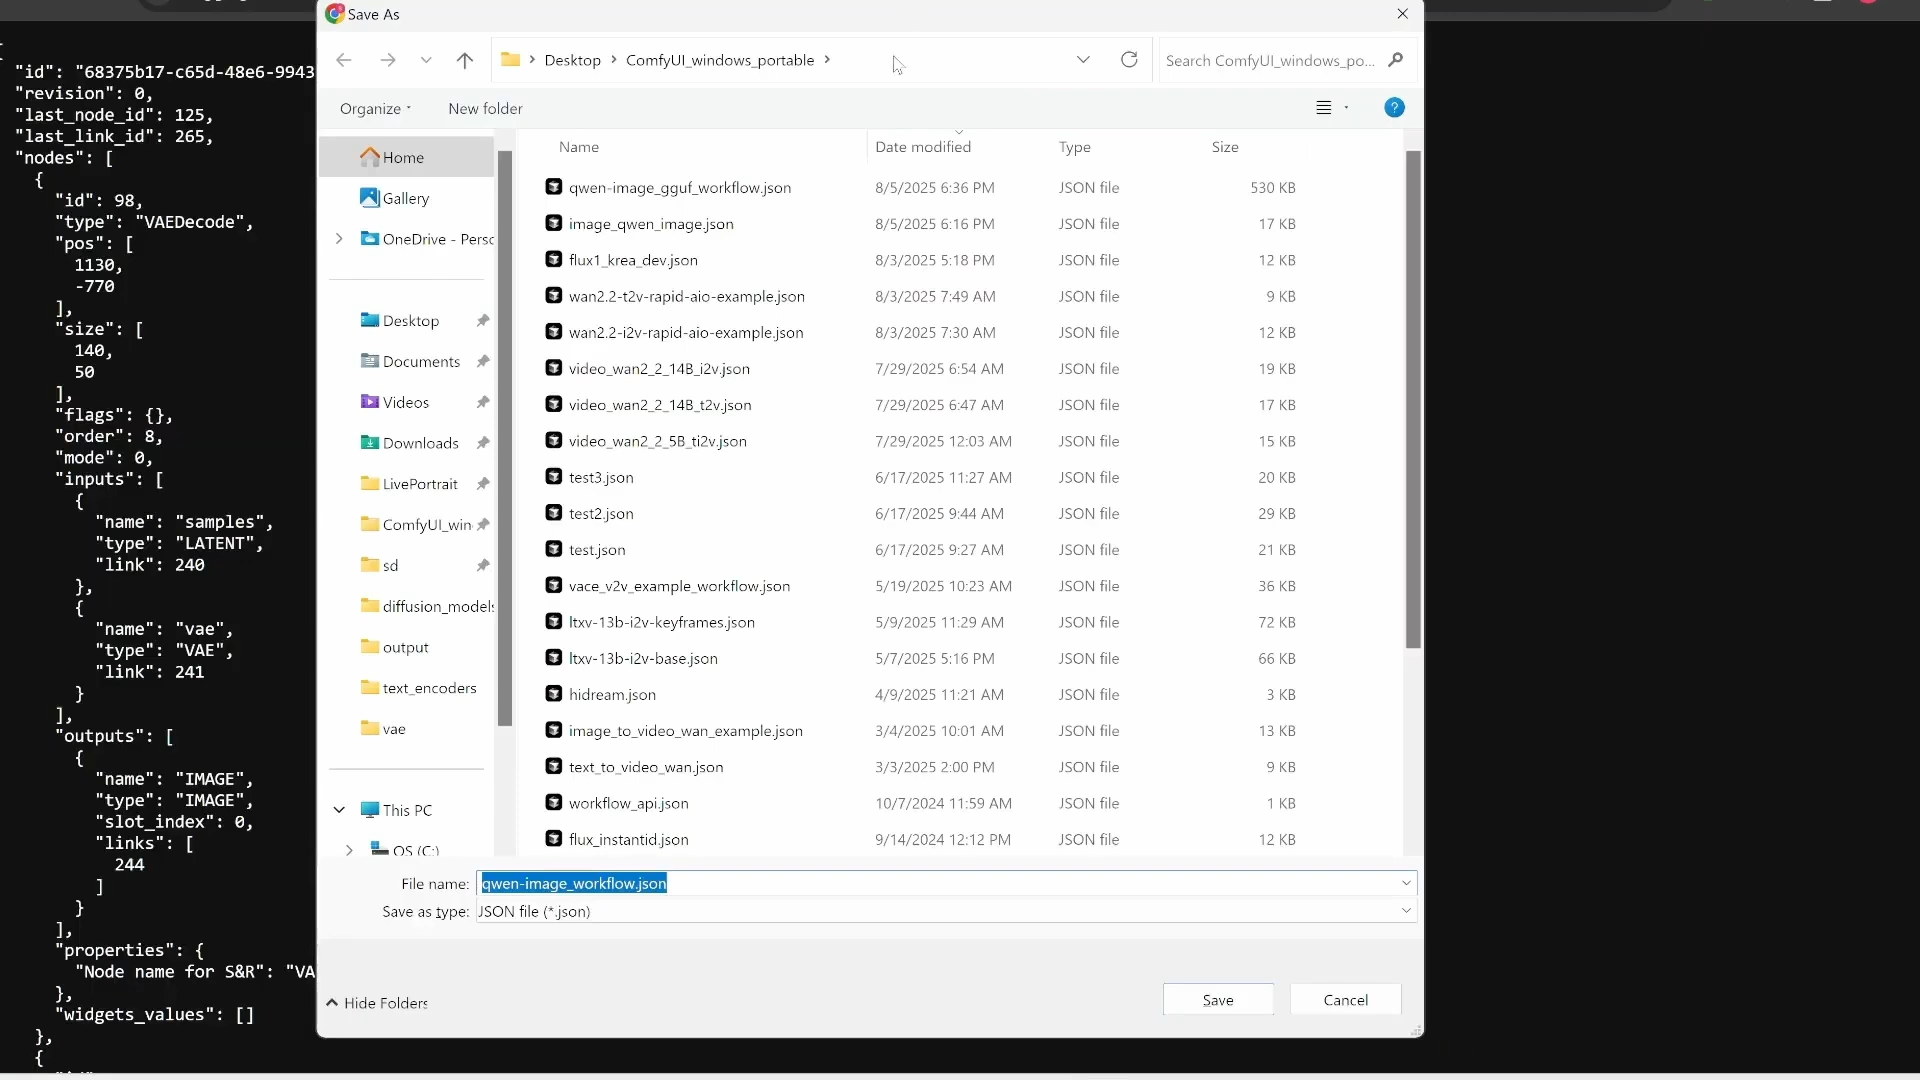 Save As
Desktop > ComfyUI_windows_portable >
Search ComfyUI_windows_po...
Organize
New folder
Home
Gallery
OneDrive - Persc
Desktop
Documents
Videos
Downloads
LivePortrait
ComfyUI_win
sd
diffusion_models
output
text_encoders
vae
This PC
OS (C:)
Name Date modified Type Size
qwen-image_gguf_workflow.json 8/5/2025 6:36 PM JSON file 530 KB
image_qwen_image.json 8/5/2025 6:16 PM JSON file 17 KB
flux1_krea_dev.json 8/3/2025 5:18 PM JSON file 12 KB
wan2.2-t2v-rapid-aio-example.json 8/3/2025 7:49 AM JSON file 9 KB
wan2.2-i2v-rapid-aio-example.json 8/3/2025 7:30 AM JSON file 12 KB
video_wan2_2_14B_i2v.json 7/29/2025 6:54 AM JSON file 19 KB
video_wan2_2_14B_t2v.json 7/29/2025 6:47 AM JSON file 17 KB
video_wan2_2_5B_ti2v.json 7/29/2025 12:03 AM JSON file 15 KB
test3.json 6/17/2025 11:27 AM JSON file 20 KB
test2.json 6/17/2025 9:44 AM JSON file 29 KB
test.json 6/17/2025 9:27 AM JSON file 21 KB
vace_v2v_example_workflow.json 5/19/2025 10:23 AM JSON file 36 KB
ltxv-13b-i2v-keyframes.json 5/9/2025 11:29 AM JSON file 72 KB
ltxv-13b-i2v-base.json 5/7/2025 5:16 PM JSON file 66 KB
hidream.json 4/9/2025 11:21 AM JSON file 3 KB
image_to_video_wan_example.json 3/4/2025 10:01 AM JSON file 13 KB
text_to_video_wan.json 3/3/2025 2:00 PM JSON file 9 KB
workflow_api.json 10/7/2024 11:59 AM JSON file 1 KB
flux_instantid.json 9/14/2024 12:12 PM JSON file 12 KB
File name: qwen-image_workflow.json
Save as type: JSON file (*.json)
Hide Folders
Save
Cancel
"id": "68375b17-c65d-48e6-9943
"revision": 0,
"last_node_id": 125,
"last_link_id": 265,
"nodes": [
{
"id": 98,
"type": "VAEDecode",
"pos": [
1130,
-770
],
"size": [
140,
50
],
"flags": {},
"order": 8,
"mode": 0,
"inputs": [
{
"name": "samples",
"type": "LATENT",
"link": 240
},
{
"name": "vae",
"type": "VAE",
"link": 241
}
],
"outputs": [
{
"name": "IMAGE",
"type": "IMAGE",
"slot_index": 0,
"links": [
244
]
}
],
"properties": {
"Node name for S&R": "VA
},
"widgets_values": []
},
{